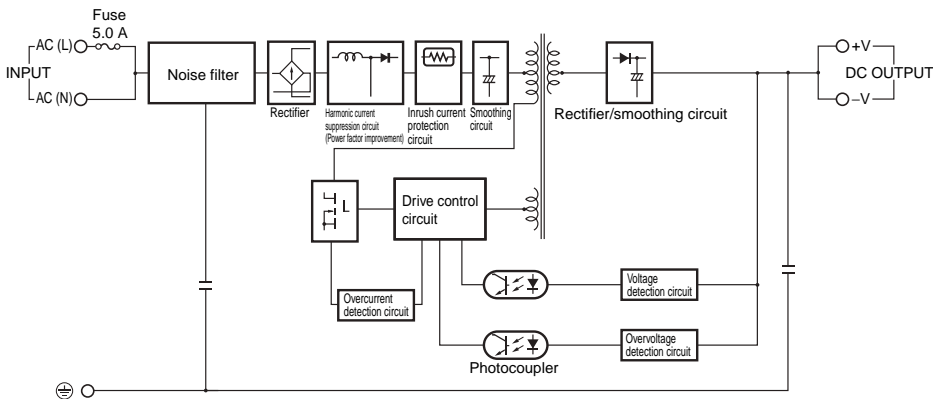 Fuse
5.0 A
AC (L)
INPUT
AC (N)
Noise filter
Rectifier
Harmonic current
suppression circuit
(Power factor improvement)
Inrush current
protection
circuit
Smoothing
circuit
Rectifier/smoothing circuit
+V
DC OUTPUT
−V
Drive control
circuit
Overcurrent
detection circuit
Voltage
detection circuit
Overvoltage
detection circuit
Photocoupler